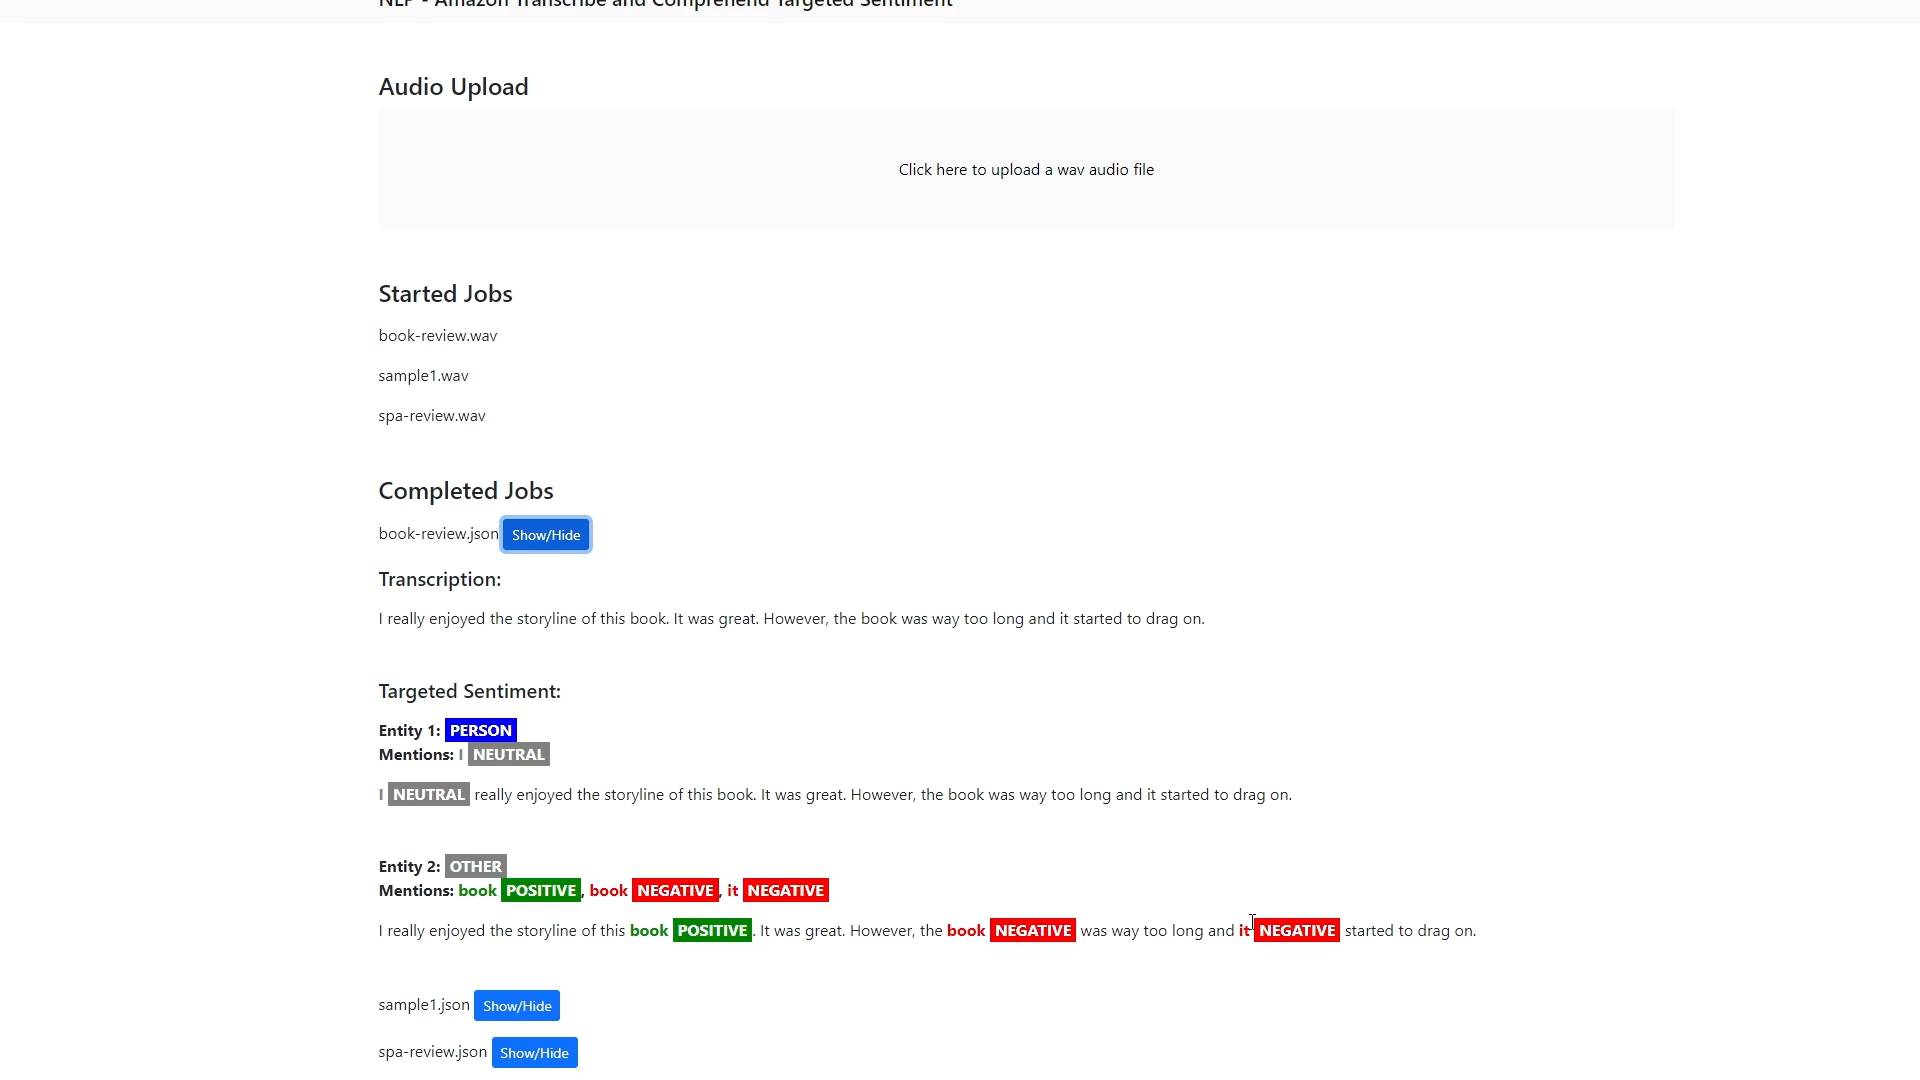 NLP - Amazon Transcribe and Comprehend Targeted Sentiment
Audio Upload
Click here to upload a wav audio file
Started Jobs
book-review.wav
sample1.wav
spa-review.wav
Completed Jobs
book-review.json Show/Hide
Transcription:
I really enjoyed the storyline of this book. It was great. However, the book was way too long and it started to drag on.
Targeted Sentiment:
Entity 1: PERSON
Mentions: I NEUTRAL
I NEUTRAL really enjoyed the storyline of this book. It was great. However, the book was way too long and it started to drag on.
Entity 2: OTHER
Mentions: book POSITIVE, book NEGATIVE, it NEGATIVE
I really enjoyed the storyline of this book POSITIVE. It was great. However, the book NEGATIVE was way too long and it NEGATIVE started to drag on.
sample1.json Show/Hide
spa-review.json Show/Hide